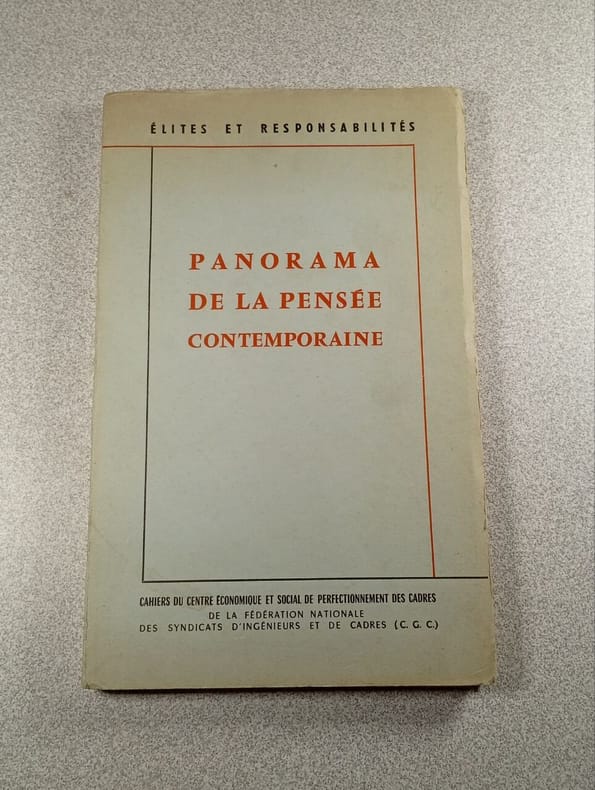 ÉLITES ET RESPONSABILITÉS
PANORAMA
DE LA PENSÉE
CONTEMPORAINE
CAHIERS DU CENTRE ÉCONOMIQUE ET SOCIAL DE PERFECTIONNEMENT DES CADRES
DE LA FÉDÉRATION NATIONALE
DES SYNDICATS D'INGÉNIEURS ET DE CADRES (C. G. C.)